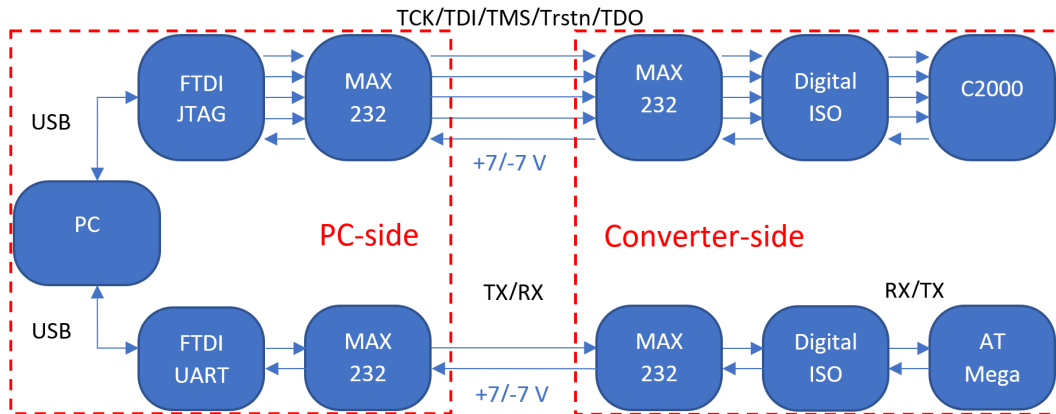 TCK/TDI/TMS/Trstn/TDO
FTDI
JTAG
MAX
232
MAX
232
Digital
ISO
C2000
USB
+7/-7 V
PC
PC-side
Converter-side
TX/RX
RX/TX
USB
FTDI
UART
MAX
232
MAX
232
Digital
ISO
AT
Mega
+7/-7 V